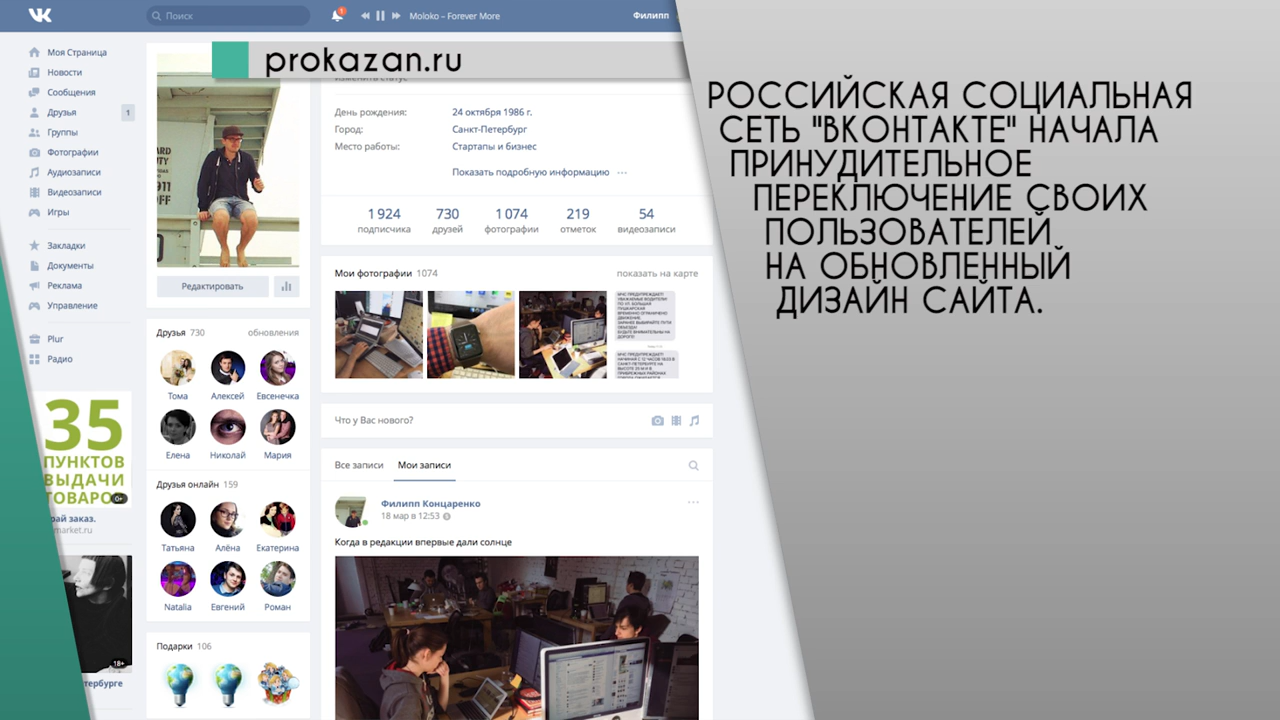 Поиск
1
Moloko – Forever More
Филипп
prokazan.ru
Моя Страница
Новости
Сообщения
Друзья
1
Группы
Фотографии
Аудиозаписи
Видеозаписи
Игры
Закладки
Документы
Реклама
Управление
Plur
Радио
35
ПУНКТОВ
ВЫДАЧИ
0+
18+
Редактировать
Друзья 730 обновления
Тома Алексей Евсенечка
Елена Николай Мария
Друзья онлайн 159
Татьяна Алёна Екатерина
Natalia Евгений Роман
Подарки 106
изменить статус
День рождения: 24 октября 1986 г.
Город: Санкт-Петербург
Место работы: Стартапы и бизнес
Показать подробную информацию
1 924 730 1 074 219 54
подписчика друзей фотографии отметок видеозаписи
Мои фотографии 1074 показать на карте
Что у Вас нового?
Все записи Мои записи
Филипп Концаренко
18 мар в 12:53
Когда в редакции впервые дали солнце
РОССИЙСКАЯ СОЦИАЛЬНАЯ
СЕТЬ "ВКОНТАКТЕ" НАЧАЛА
ПРИНУДИТЕЛЬНОЕ
ПЕРЕКЛЮЧЕНИЕ СВОИХ
ПОЛЬЗОВАТЕЛЕЙ
НА ОБНОВЛЕННЫЙ
ДИЗАЙН САЙТА.